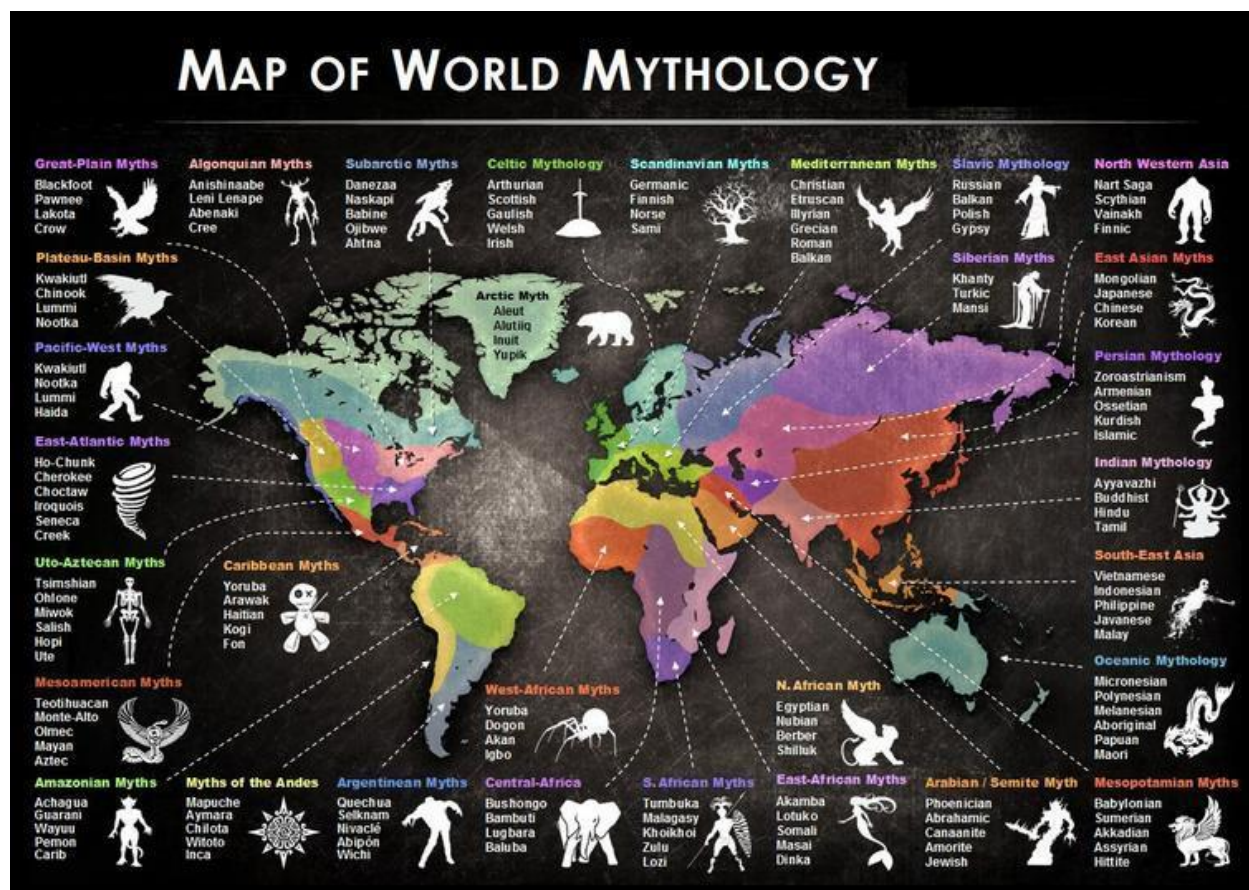 MAP OF WORLD MYTHOLOGY
Great-Plain Myths
Blackfoot
Pawnee
Lakota
Crow
Algonquian Myths
Anishinaabe
Leni Lenape
Abenaki
Cree
Subarctic Myths
Danezaa
Naskapi
Babine
Ojibwe
Ahtna
Celtic Mythology
Arthurian
Scottish
Gaulish
Welsh
Irish
Scandinavian Myths
Germanic
Finnish
Norse
Sami
Mediterranean Myths
Christian
Etruscan
Illyrian
Grecian
Roman
Balkan
Slavic Mythology
Russian
Balkan
Polish
Gypsy
North Western Asia
Nart Saga
Scythian
Vainakh
Finnic
Plateau-Basin Myths
Kwakiutl
Chinook
Lummi
Nootka
Siberian Myths
Khanty
Turkic
Mansi
East Asian Myths
Mongolian
Japanese
Chinese
Korean
Arctic Myth
Aleut
Alutiiq
Inuit
Yupik
Pacific-West Myths
Kwakiutl
Nootka
Lummi
Haida
Persian Mythology
Zoroastrianism
Armenian
Ossetian
Kurdish
Islamic
East-Atlantic Myths
Ho-Chunk
Cherokee
Choctaw
Iroquois
Seneca
Creek
Indian Mythology
Ayyavazhi
Buddhist
Hindu
Tamil
Uto-Aztecan Myths
Tsimshian
Ohlone
Miwok
Salish
Hopi
Ute
Caribbean Myths
Yoruba
Arawak
Haitian
Kogi
Fon
South-East Asia
Vietnamese
Indonesian
Philippine
Javanese
Malay
Mesoamerican Myths
Teotihuacan
Monte-Alto
Olmec
Mayan
Aztec
West-African Myths
Yoruba
Dogon
Akan
Igbo
N. African Myth
Egyptian
Nubian
Berber
Shilluk
Oceanic Mythology
Micronesian
Polynesian
Melanesian
Aboriginal
Papuan
Maori
Amazonian Myths
Achagua
Guarani
Wayuu
Pemon
Carib
Myths of the Andes
Mapuche
Aymara
Chilota
Witoto
Inca
Argentinean Myths
Quechua
Selknam
Nivaclé
Abipón
Wichi
Central-Africa
Bushongo
Bambuti
Lugbara
Baluba
S. African Myths
Tumbuka
Malagasy
Khoikhoi
Zulu
Lozi
East-African Myths
Akamba
Lotuko
Somali
Masai
Dinka
Arabian / Semite Myth
Phoenician
Abrahamic
Canaanite
Amorite
Jewish
Mesopotamian Myths
Babylonian
Sumerian
Akkadian
Assyrian
Hittite